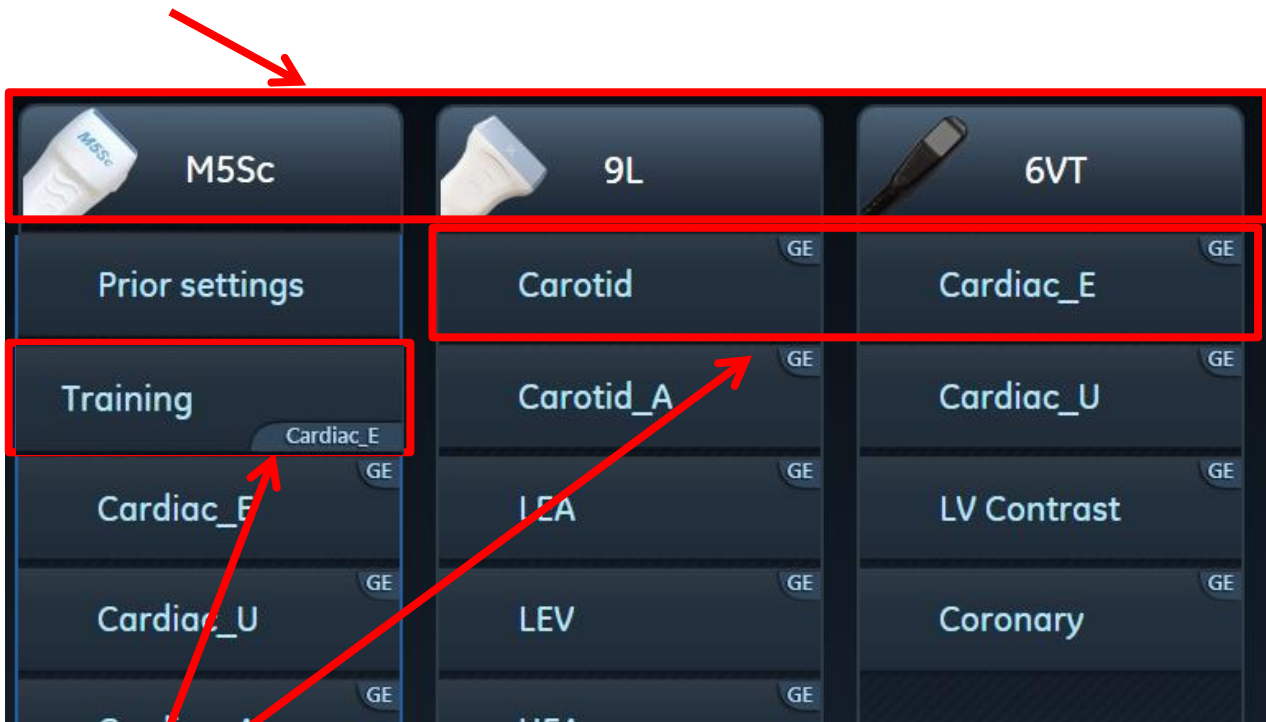 M5Sc
M5Sc
9L
6VT
Prior settings
Carotid
GE
Cardiac_E
GE
Training
Cardiac_E
Carotid_A
GE
Cardiac_U
GE
Cardiac_E
GE
LEA
GE
LV Contrast
GE
Cardiac_U
GE
LEV
GE
Coronary
GE
GE
GE